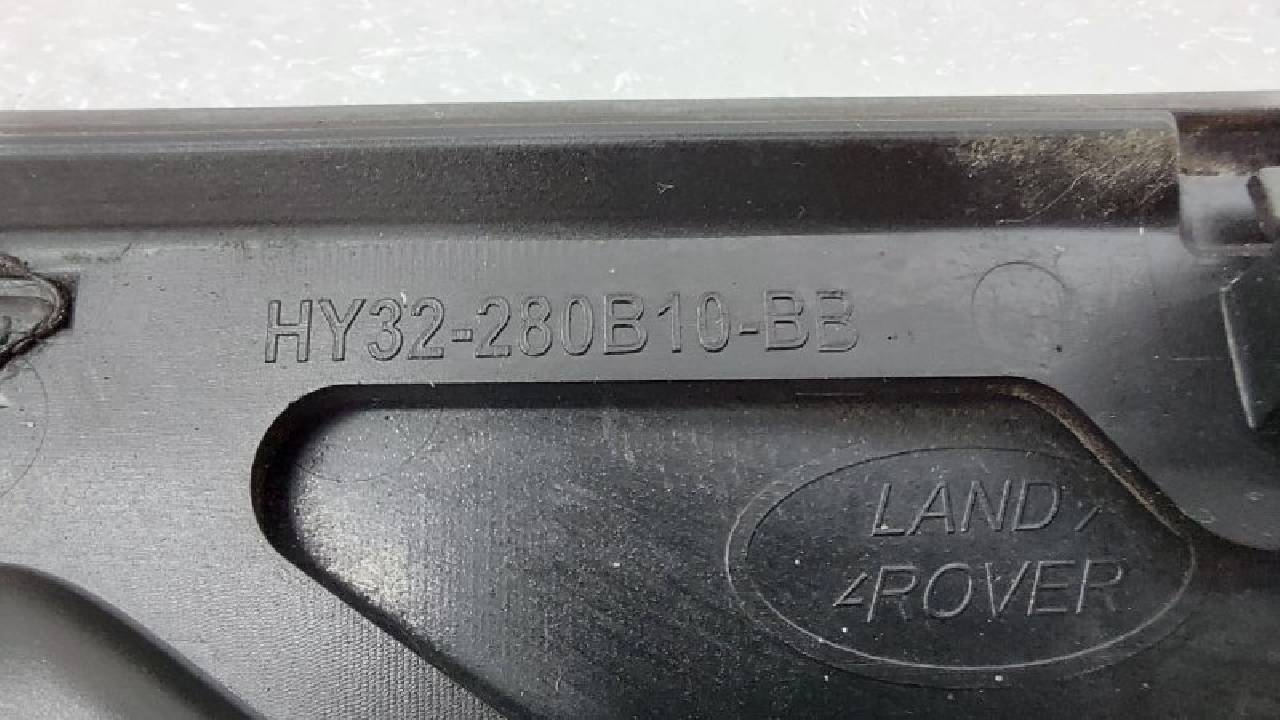 HY32-280B10-BB
LAND
ROVER